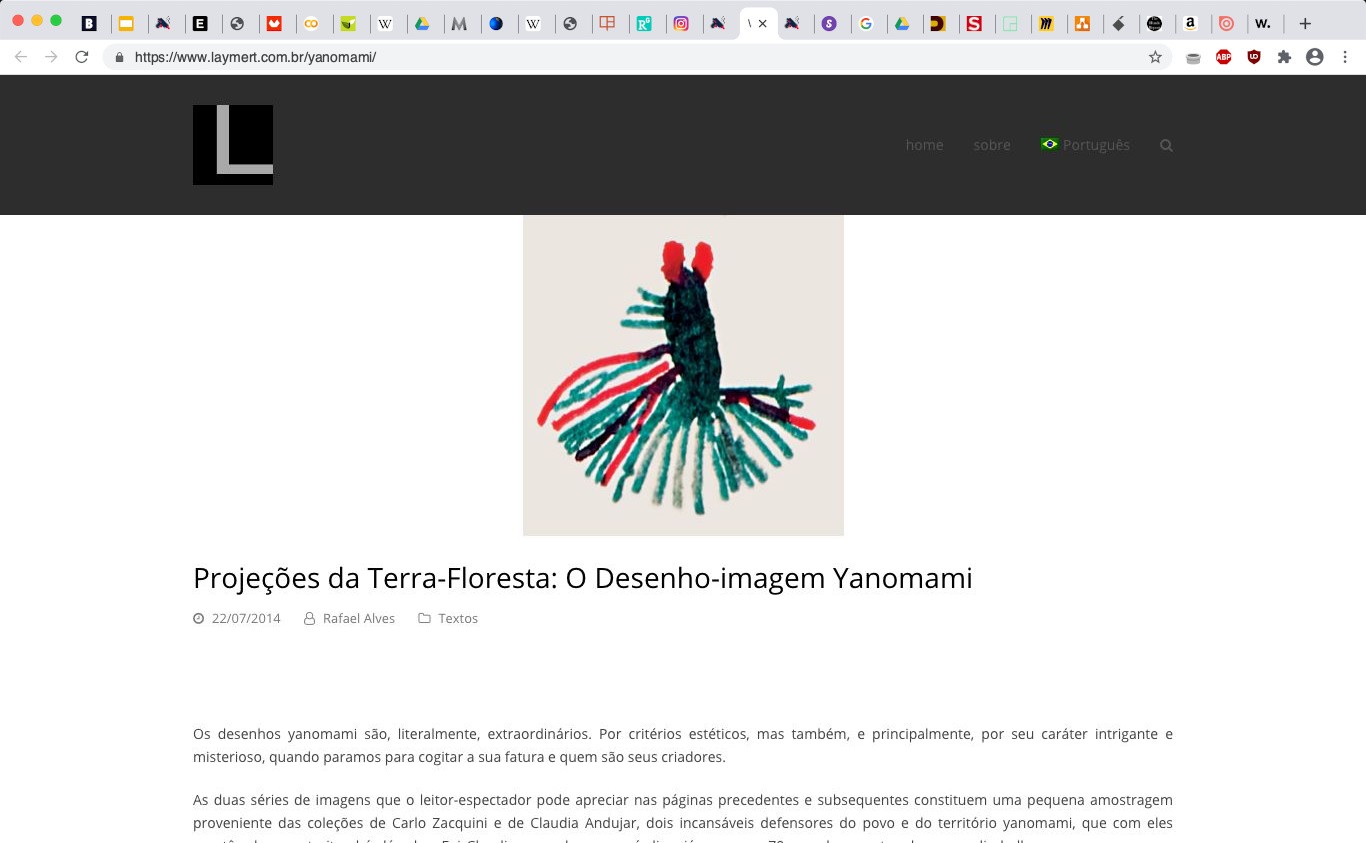 https://www.laymert.com.br/yanomami/
home sobre Português
Projeções da Terra-Floresta: O Desenho-imagem Yanomami
22/07/2014 Rafael Alves Textos
Os desenhos yanomami são, literalmente, extraordinários. Por critérios estéticos, mas também, e principalmente, por seu caráter intrigante e
misterioso, quando paramos para cogitar a sua fatura e quem são seus criadores.
As duas séries de imagens que o leitor-espectador pode apreciar nas páginas precedentes e subsequentes constituem uma pequena amostragem
proveniente das coleções de Carlo Zacquini e de Claudia Andujar, dois incansáveis defensores do povo e do território yanomami, que com eles